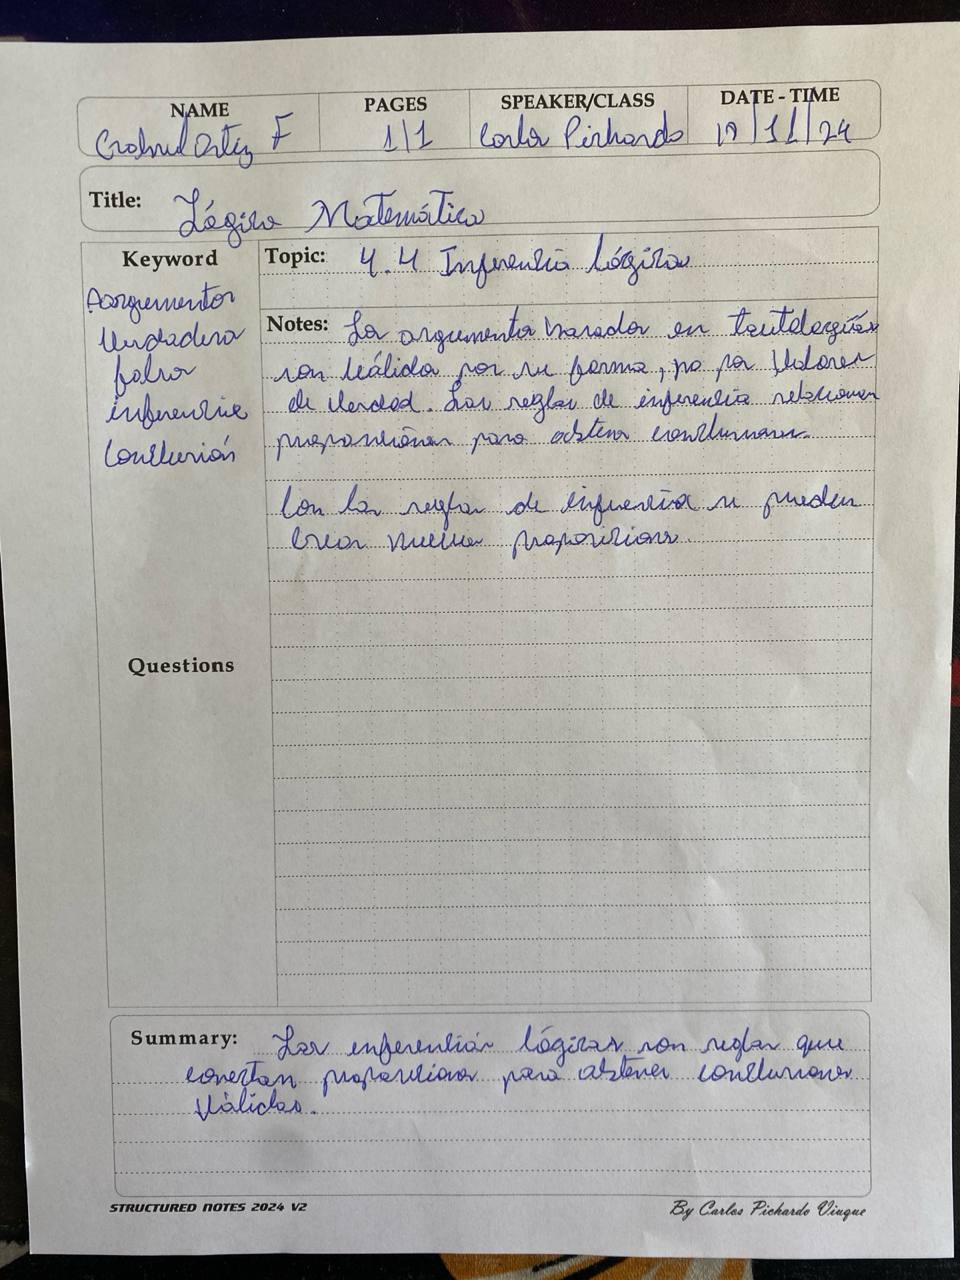 NAME PAGES SPEAKER/CLASS DATE - TIME
Ortiz F 1/1 Carlos Pichardo 19/11/24
Title: Lógica Matemática
Keyword
Topic: 4.4 Inferencia Lógica
Aargumentos
Verdadero
falso
inferencia
Conclusión
Notes: Los argumentos basados en tautologías
son válidos por su forma, no por valores
de verdad. Las reglas de inferencia relacionan
proposiciones para obtener conclusiones.
Con las reglas de inferencia se pueden
crear nuevas proposiciones.
Questions
Summary: Las inferencias lógicas son reglas que
conectan proposiciones para obtener conclusiones
válidas.
STRUCTURED NOTES 2024 V2
By Carlos Pichardo Viuque